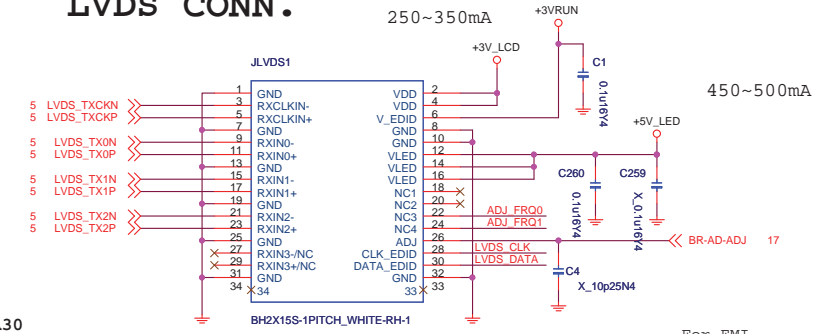 LVDS CONN.
250~350mA
+3VRUN
+3V_LCD
JLVDS1
C1
0.1u16Y4
450~500mA
+5V_LED
1 GND VDD 2
5 LVDS_TXCKN 3 RXCLKIN- VDD 4
5 LVDS_TXCKP 5 RXCLKIN+ V_EDID 6
7 GND GND 8
5 LVDS_TX0N 9 RXIN0- GND 10
5 LVDS_TX0P 11 RXIN0+ VLED 12
13 GND VLED 14
5 LVDS_TX1N 15 RXIN1- VLED 16
5 LVDS_TX1P 17 RXIN1+ NC1 18
19 GND NC2 20
5 LVDS_TX2N 21 RXIN2- NC3 22 ADJ_FRQ0
5 LVDS_TX2P 23 RXIN2+ NC4 24 ADJ_FRQ1
25 GND ADJ 26 BR-AD-ADJ 17
27 RXIN3-/NC CLK_EDID 28 LVDS_CLK
29 RXIN3+/NC DATA_EDID 30 LVDS_DATA
31 GND GND 32
34 34 33 33
C260
0.1u16Y4
C259
X_0.1u16Y4
C4
X_10p25N4
BH2X15S-1PITCH_WHITE-RH-1
130
For EMI